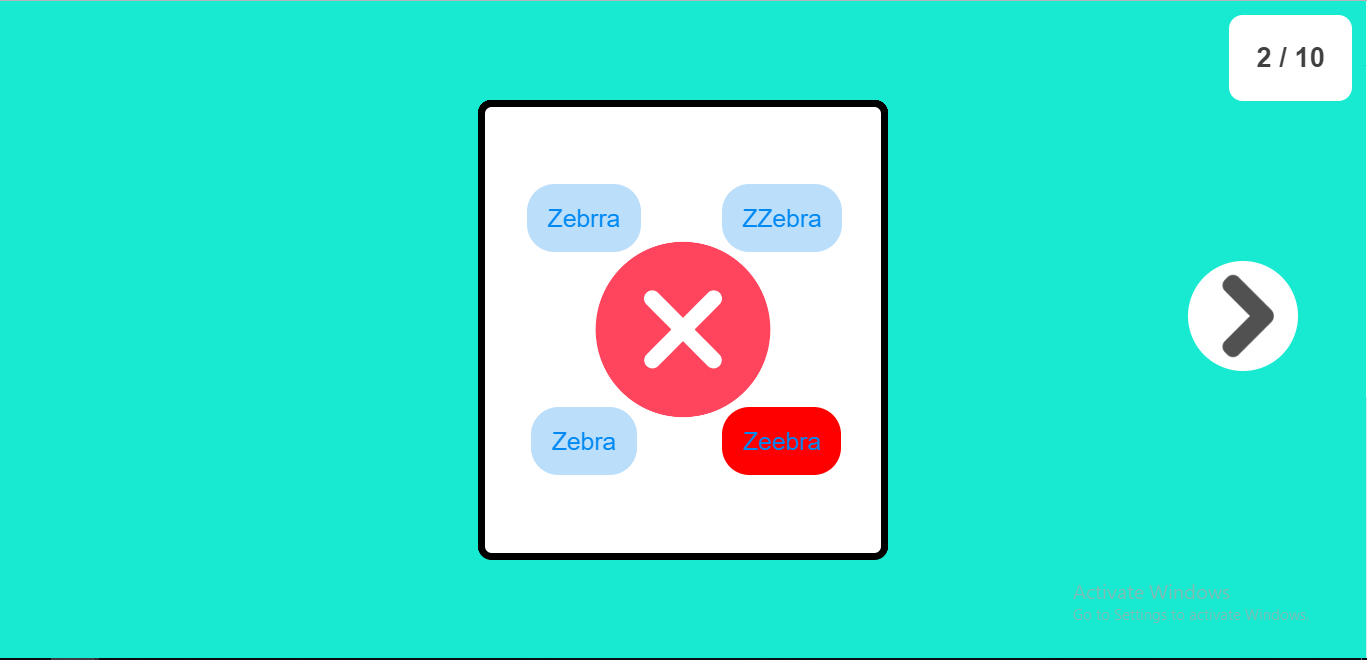 2 / 10
Zebrra
ZZebra
Zebra
Zeebra
Activate Windows
Go to Settings to activate Windows.